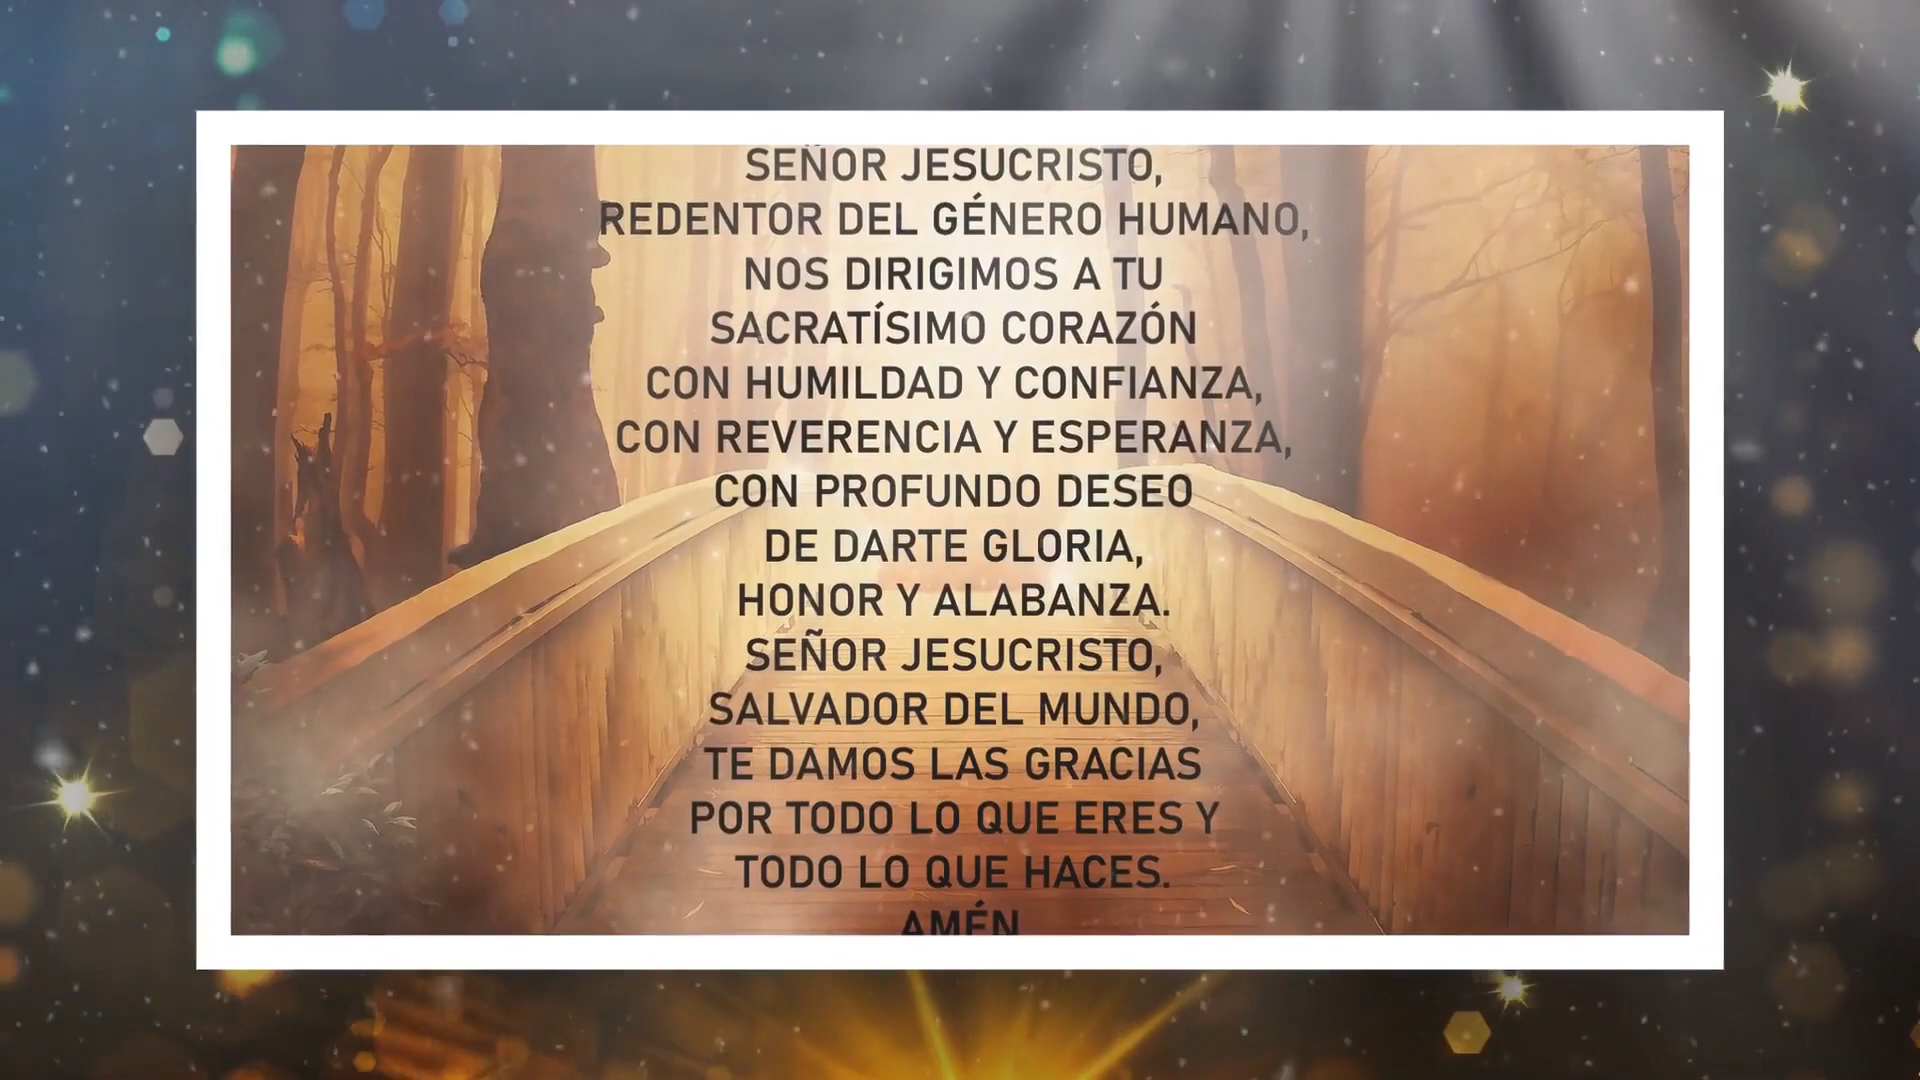 SEÑOR JESUCRISTO,
REDENTOR DEL GÉNERO HUMANO,
NOS DIRIGIMOS A TU
SACRATÍSIMO CORAZÓN
CON HUMILDAD Y CONFIANZA,
CON REVERENCIA Y ESPERANZA,
CON PROFUNDO DESEO
DE DARTE GLORIA,
HONOR Y ALABANZA.
SEÑOR JESUCRISTO,
SALVADOR DEL MUNDO,
TE DAMOS LAS GRACIAS
POR TODO LO QUE ERES Y
TODO LO QUE HACES.
AMÉN